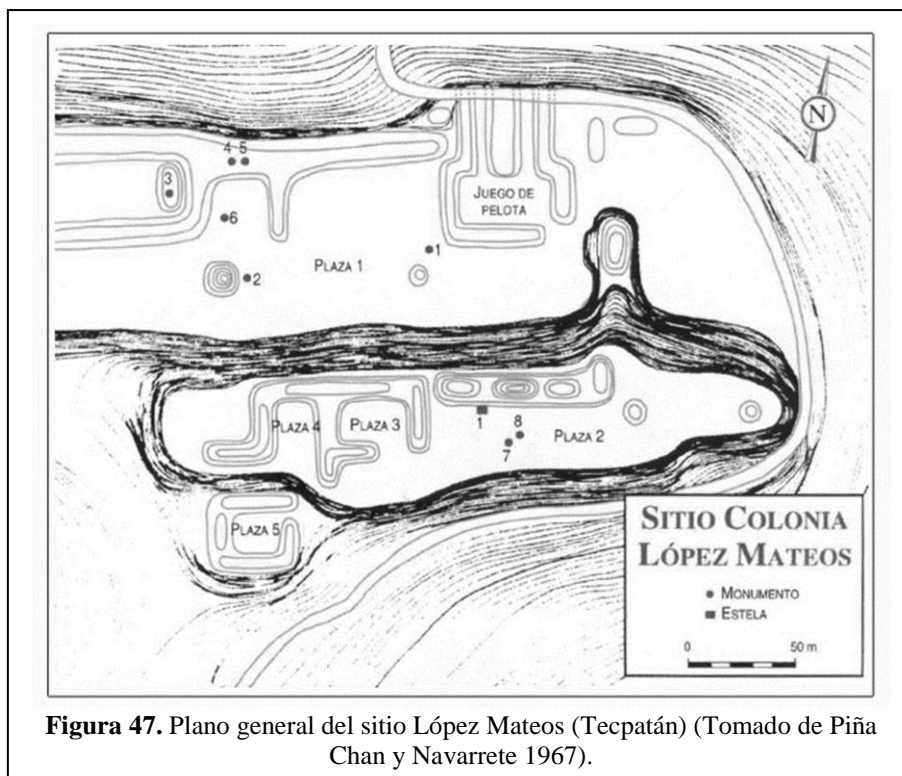 N
4 5
3
JUEGO DE
PELOTA
6
1
PLAZA 1
2
PLAZA 4
PLAZA 3
1
8
7
PLAZA 2
PLAZA 5
SITIO COLONIA
LÓPEZ MATEOS
MONUMENTO
ESTELA
0 50 m
Figura 47. Plano general del sitio López Mateos (Tecpatán) (Tomado de Piña
Chan y Navarrete 1967).